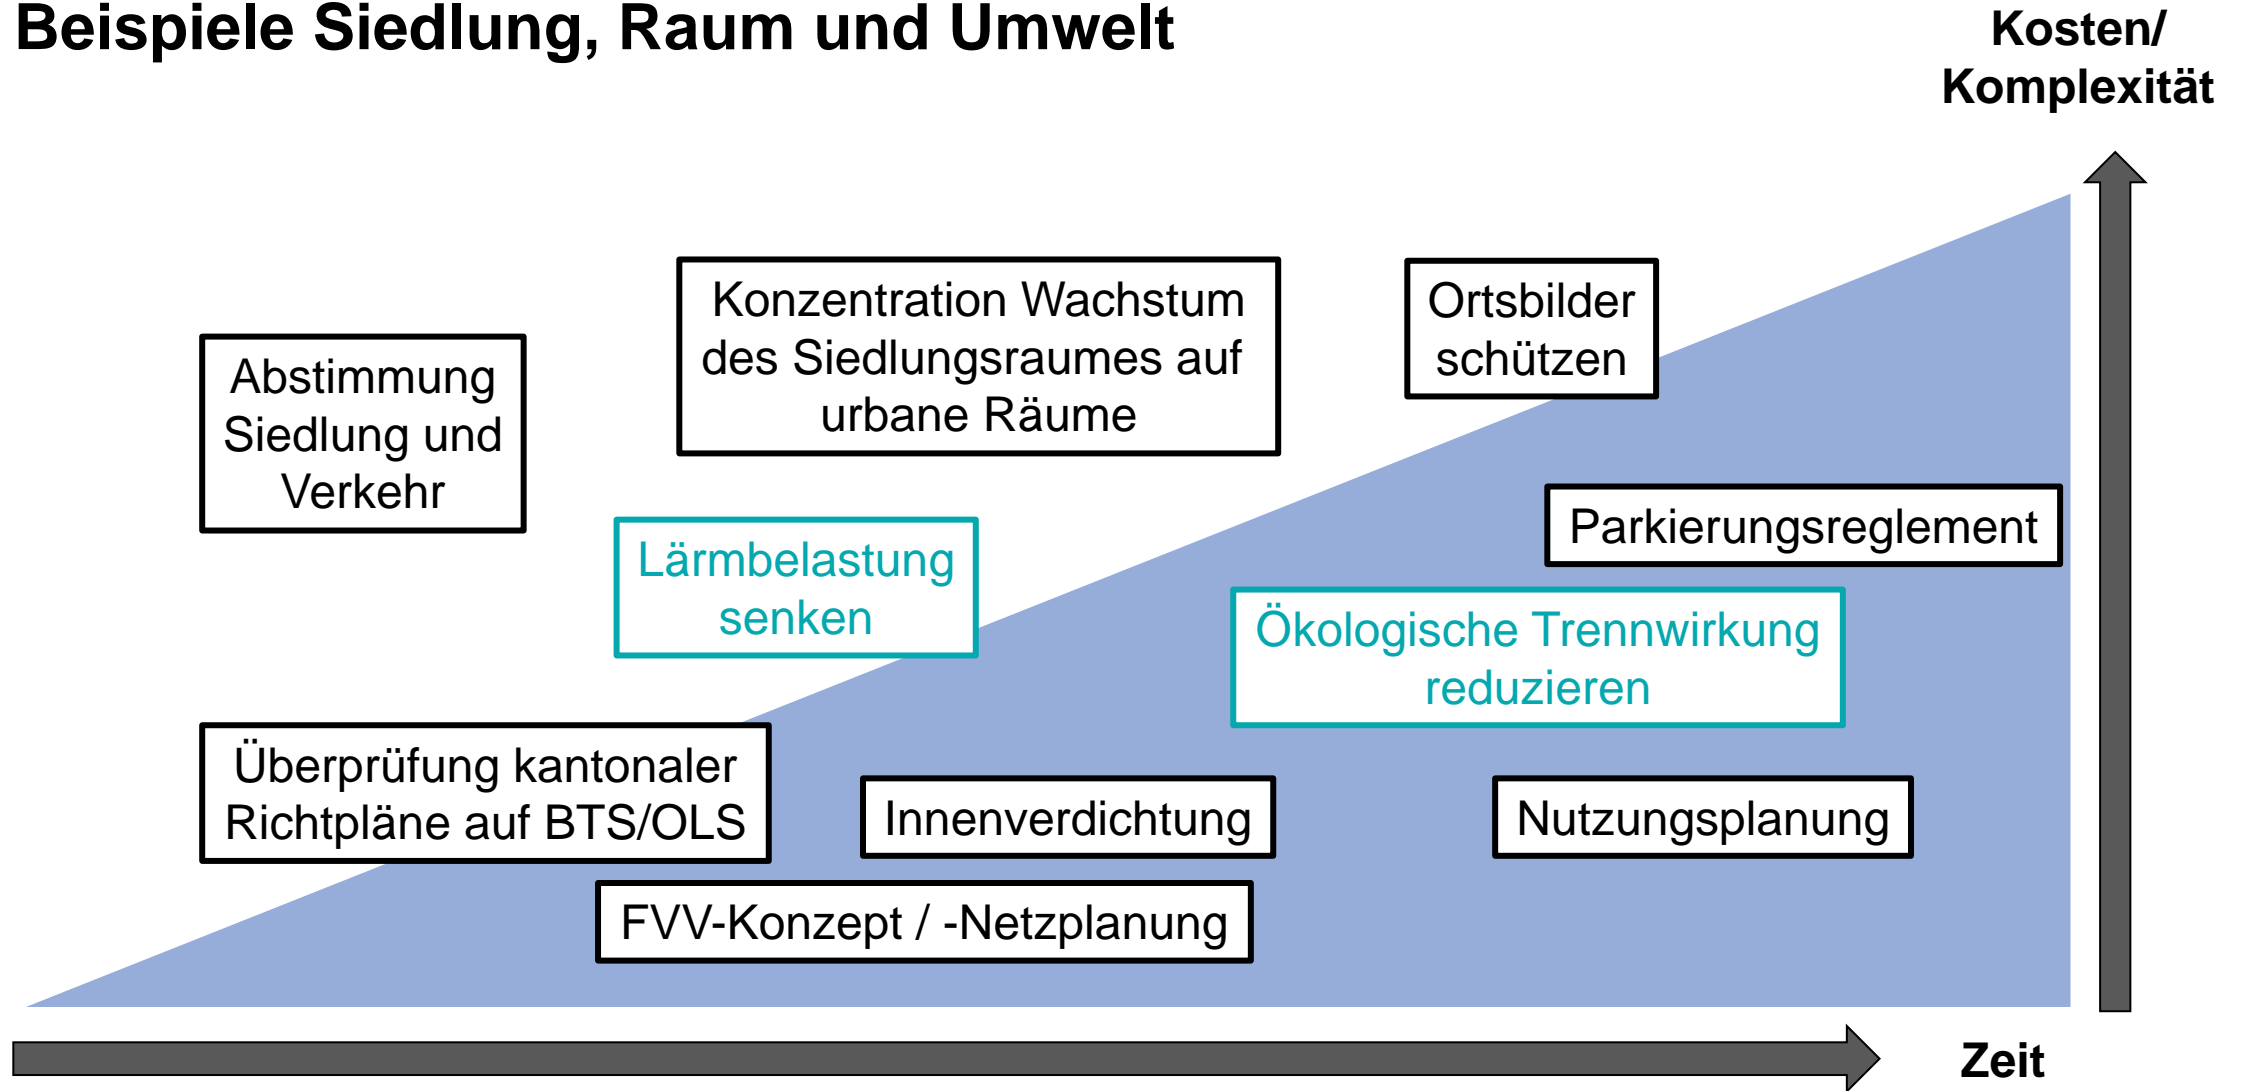 Beispiele Siedlung, Raum und Umwelt
Kosten/
Komplexität
Konzentration Wachstum
des Siedlungsraumes auf
urbane Räume
Ortsbilder
schützen
Abstimmung
Siedlung und
Verkehr
Parkierungsreglement
Lärmbelastung
senken
Ökologische Trennwirkung
reduzieren
Überprüfung kantonaler
Richtpläne auf BTS/OLS
Innenverdichtung
Nutzungsplanung
FVV-Konzept / -Netzplanung
Zeit